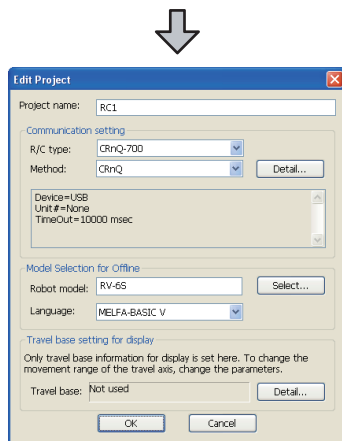 Edit Project
Project name: RC1
Communication setting
R/C type: CRnQ-700
Method: CRnQ Detail...
Device=USB
Unit#=None
TimeOut=10000 msec
Model Selection for Offline
Robot model: RV-6S Select...
Language: MELFA-BASIC V
Travel base setting for display
Only travel base information for display is set here. To change the
movement range of the travel axis, change the parameters.
Travel base: Not used Detail...
OK Cancel